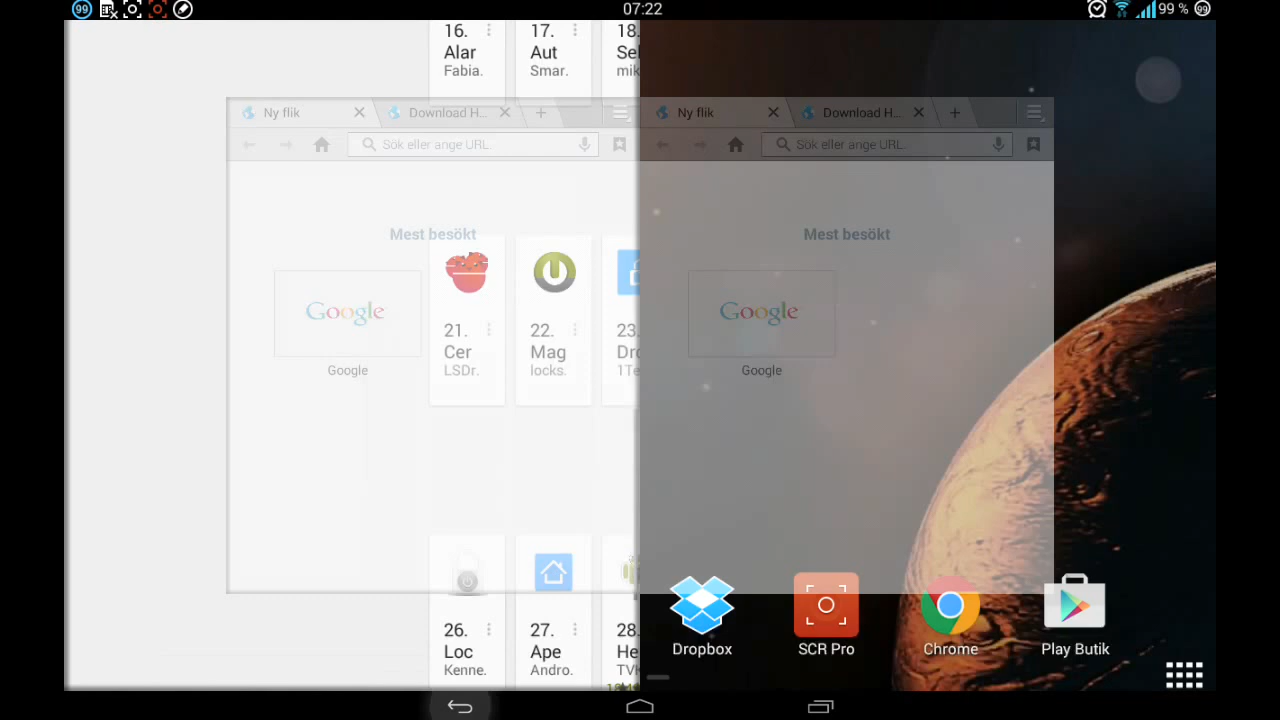 99
07:22
99 %
99
16.
17.
18.
Alar
Aut
Sel
Fabia.
Smar.
mik
Ny flik
Download H...
Ny flik
Download H...
Sök eller ange URL.
Sök eller ange URL.
Mest besökt
Mest besökt
Google
Google
21.
22.
23.
Cer
Mag
Dro
LSDr.
locks.
1Te
Google
Google
26.
27.
28.
Loc
Ape
He
Kenne.
Andro.
TVK
Dropbox
SCR Pro
Chrome
Play Butik